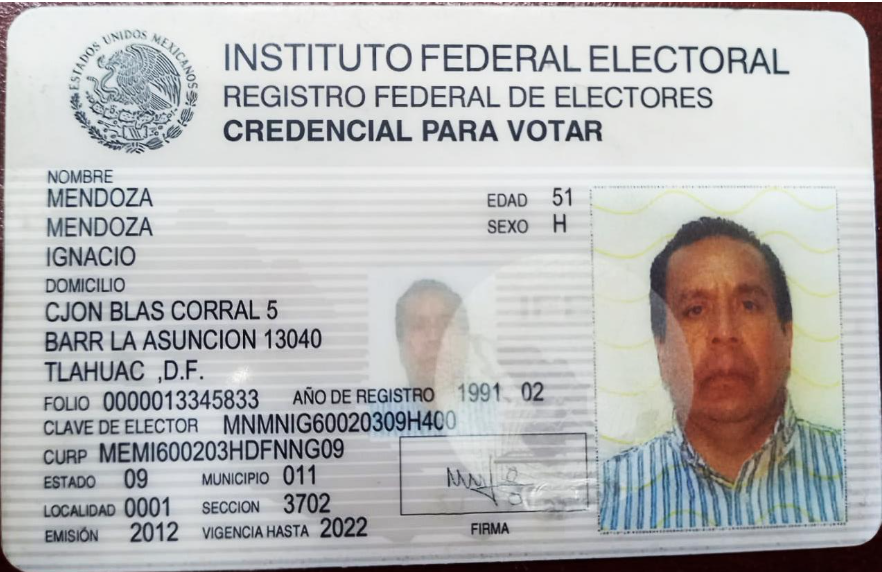 ESTADOS UNIDOS MEXICANOS
INSTITUTO FEDERAL ELECTORAL
REGISTRO FEDERAL DE ELECTORES
CREDENCIAL PARA VOTAR
NOMBRE
MENDOZA
MENDOZA
IGNACIO
EDAD 51
SEXO H
DOMICILIO
CJON BLAS CORRAL 5
BARR LA ASUNCION 13040
TLAHUAC ,D.F.
FOLIO 0000013345833 AÑO DE REGISTRO 1991 02
CLAVE DE ELECTOR MNMNIG60020309H400
CURP MEMI600203HDFNNG09
ESTADO 09 MUNICIPIO 011
LOCALIDAD 0001 SECCION 3702
EMISIÓN 2012 VIGENCIA HASTA 2022
FIRMA